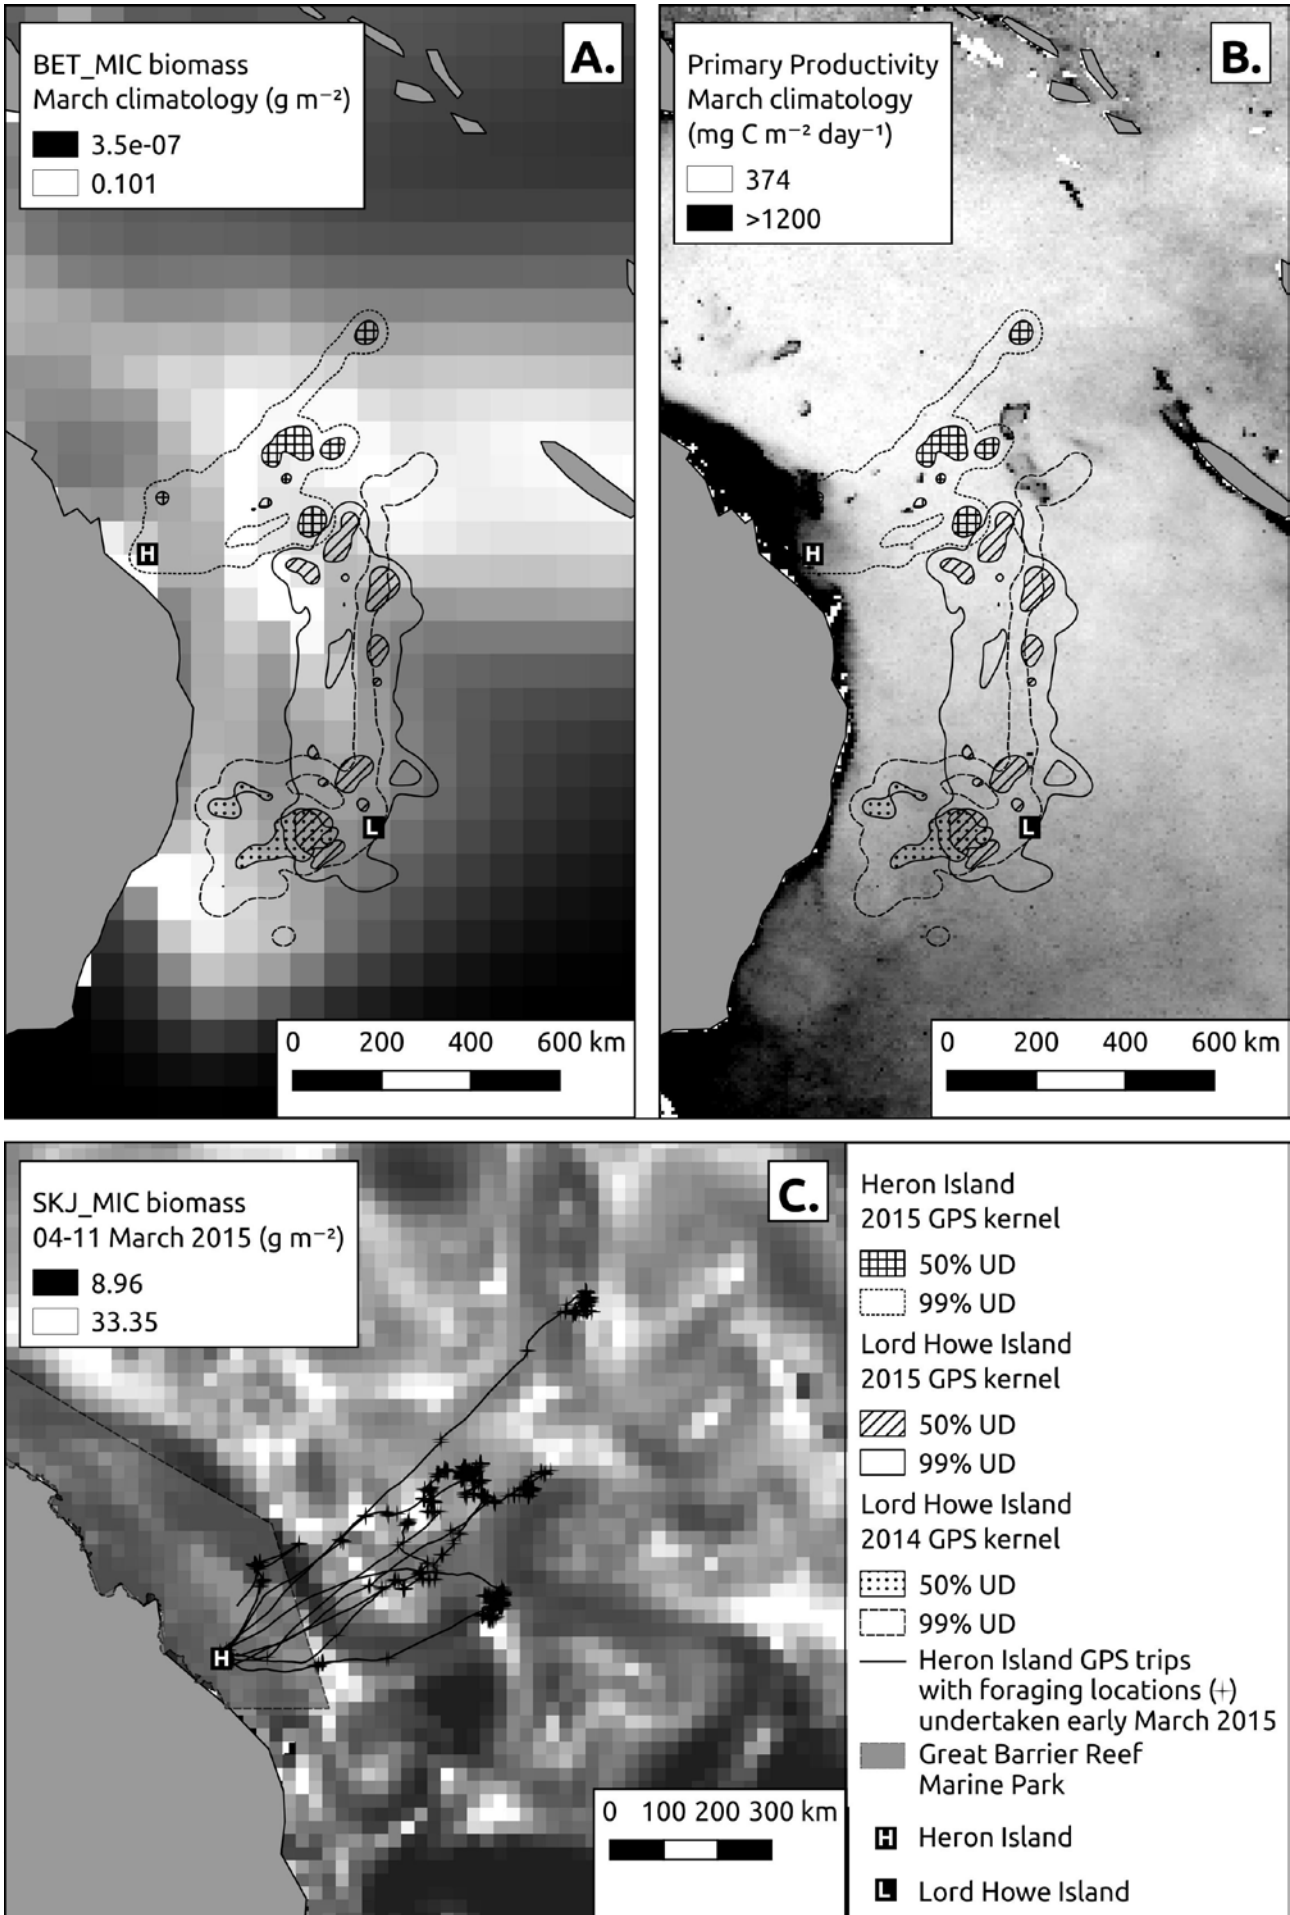 BET_MIC biomass
March climatology (g m⁻²)
3.5e-07
0.101
A.
H
L
0 200 400 600 km
Primary Productivity
March climatology
(mg C m⁻² day⁻¹)
374
>1200
B.
H
L
0 200 400 600 km
SKJ_MIC biomass
04-11 March 2015 (g m⁻²)
8.96
33.35
C.
H
0 100 200 300 km
Heron Island
2015 GPS kernel
50% UD
99% UD
Lord Howe Island
2015 GPS kernel
50% UD
99% UD
Lord Howe Island
2014 GPS kernel
50% UD
99% UD
Heron Island GPS trips
with foraging locations (+)
undertaken early March 2015
Great Barrier Reef
Marine Park
H Heron Island
L Lord Howe Island